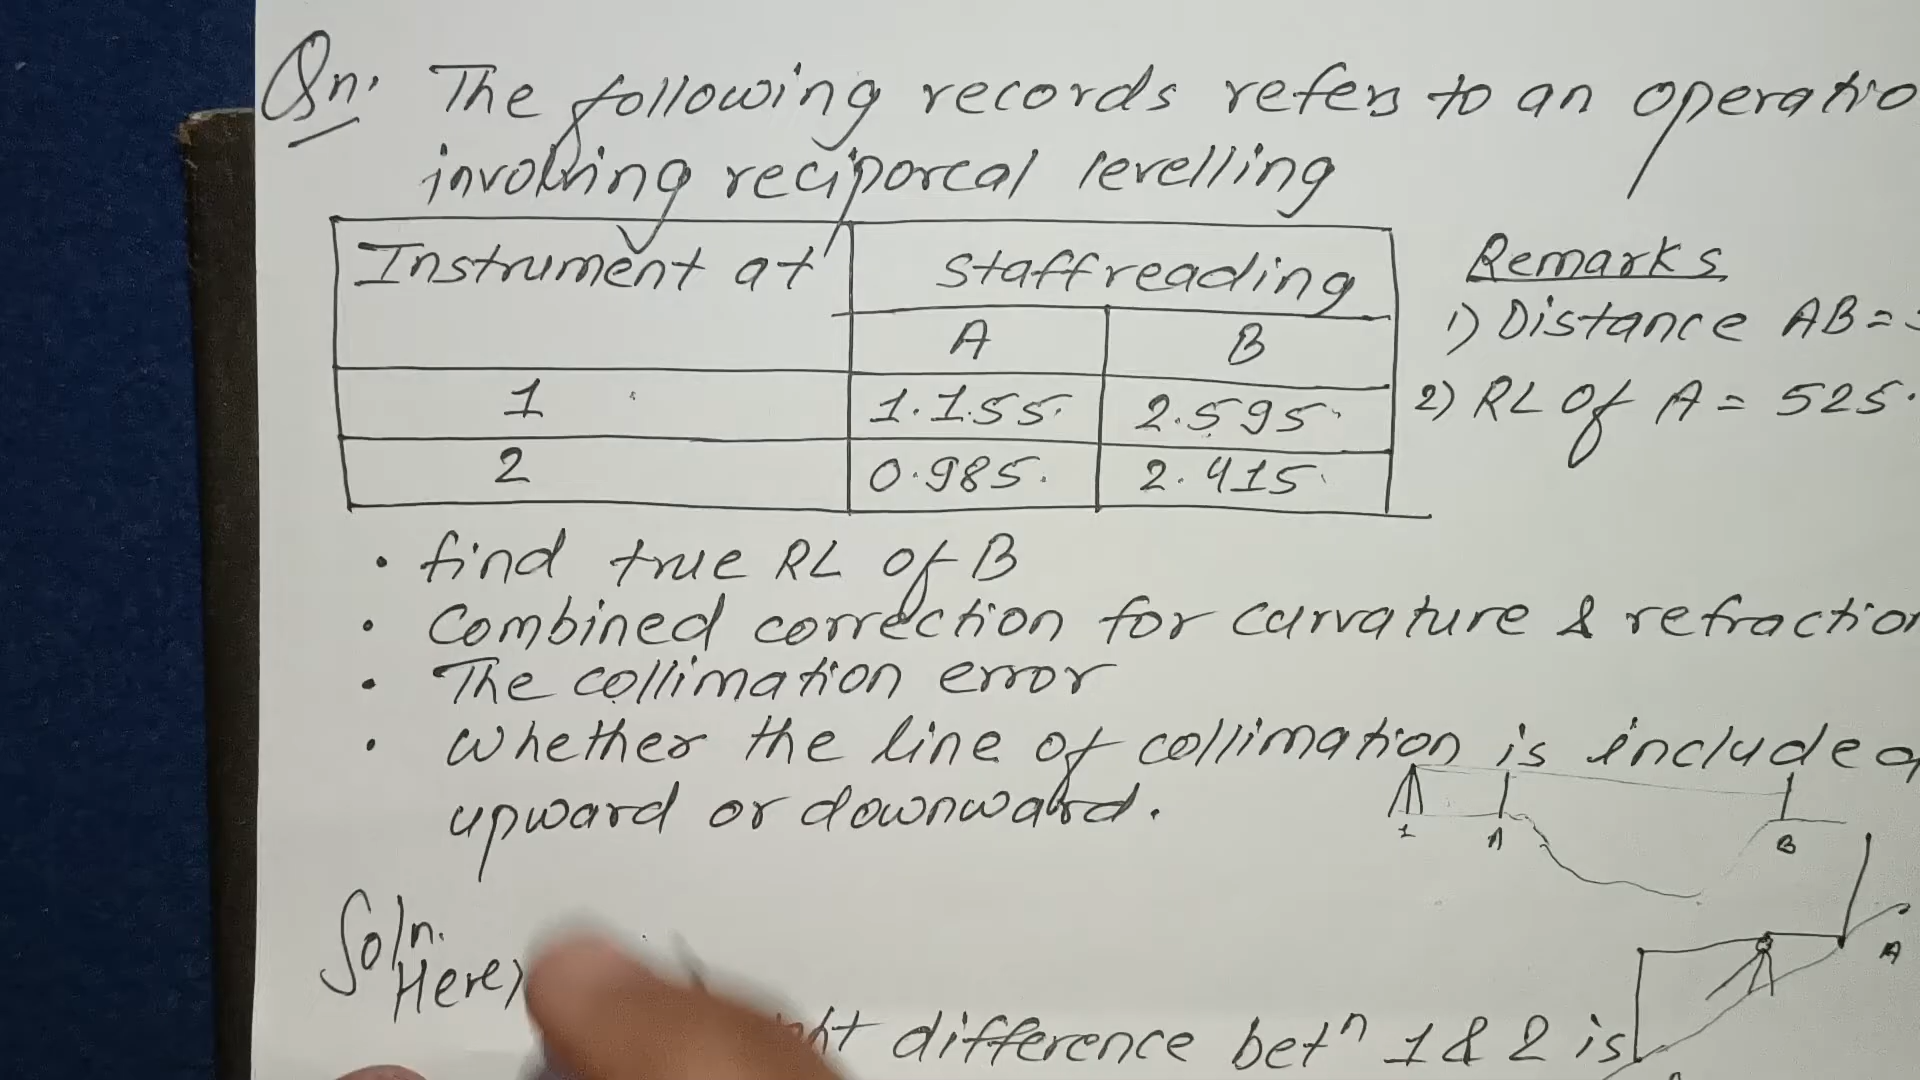 Qn. The following records refers to an operatio
involving reciporcal levelling
Instrument at Staff reading
A B
1 1.155 2.595
2 0.985 2.415
Remarks
1) Distance AB =
2) RL Of A = 525.
• find true RL of B
• Combined correction for curvature & refraction
• The collimation error
• Whether the line of collimation is included
upward or downward.
1 A B
A
Soln.
Here,
difference betn 1 & 2 is